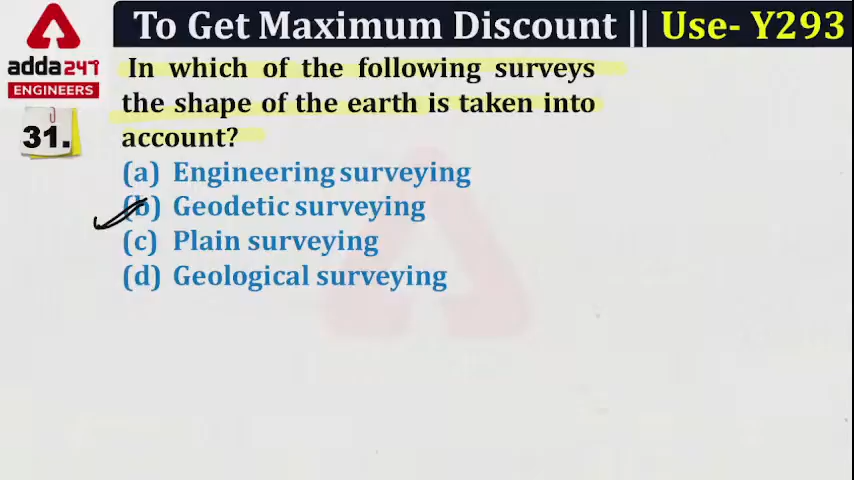 To Get Maximum Discount || Use- Y293
adda247
ENGINEERS
31.
In which of the following surveys
the shape of the earth is taken into
account?
(a) Engineering surveying
(b) Geodetic surveying
(c) Plain surveying
(d) Geological surveying